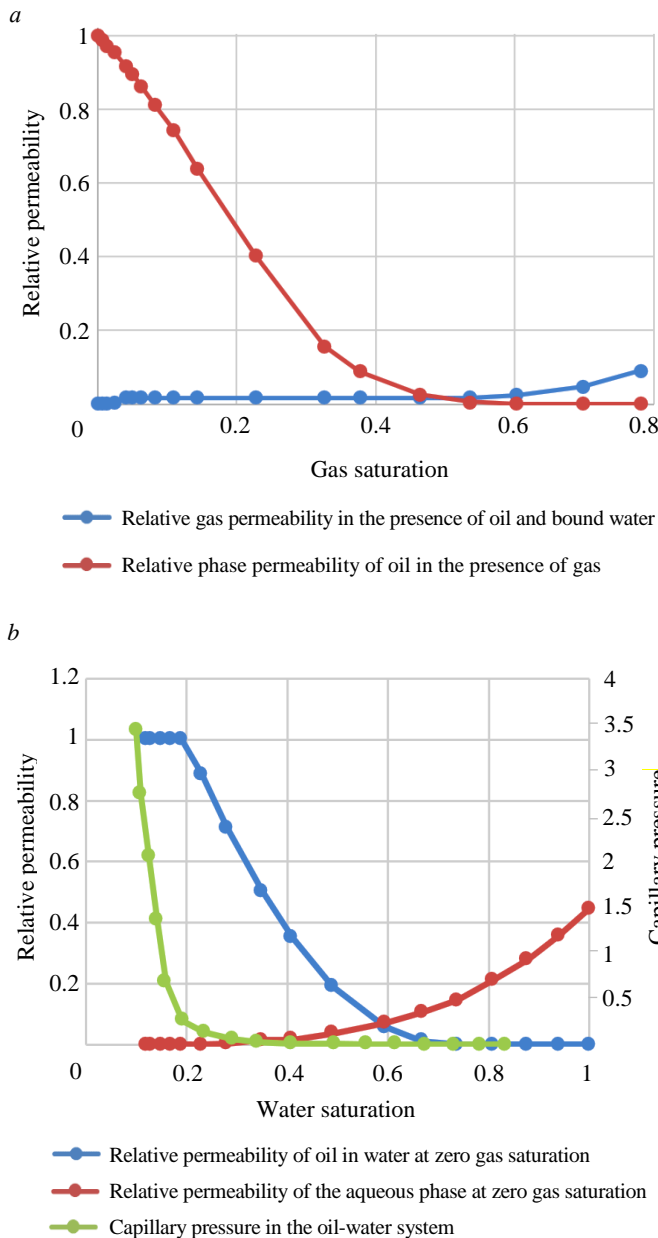 a
1
0.8
0.6
0.4
0.2
0
0.2
0.4
0.6
0.8
Relative permeability
Gas saturation
Relative gas permeability in the presence of oil and bound water
Relative phase permeability of oil in the presence of gas
b
1.2
1
0.8
0.6
0.4
0.2
0
0.2
0.4
0.6
0.8
1
4
3.5
3
2.5
2
1.5
1
0.5
Relative permeability
Capillary pressure
Water saturation
Relative permeability of oil in water at zero gas saturation
Relative permeability of the aqueous phase at zero gas saturation
Capillary pressure in the oil-water system